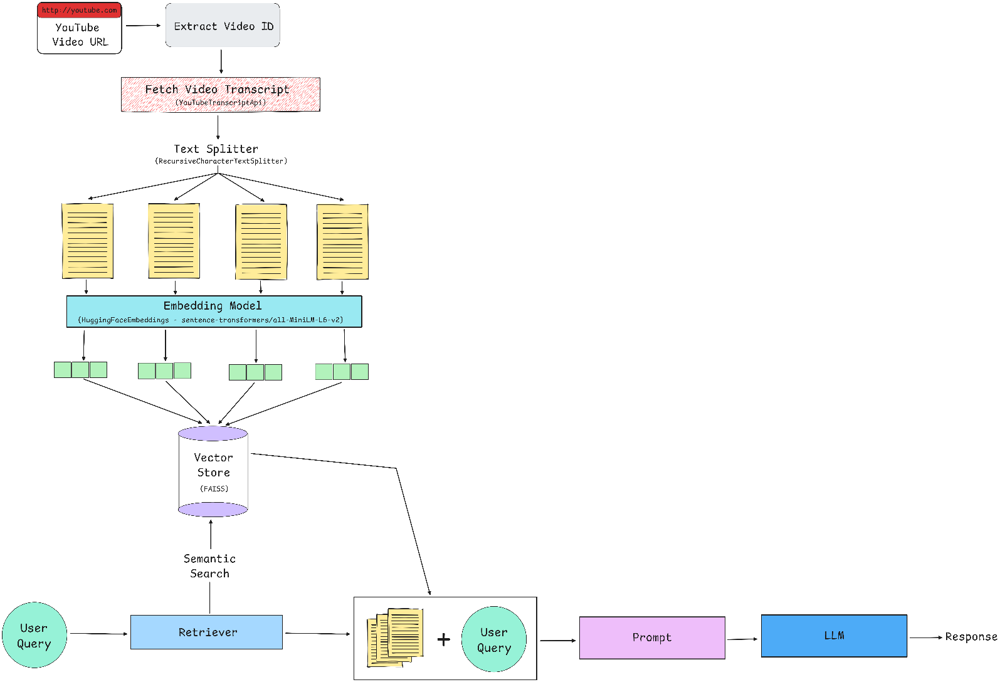 http://youtube.com
YouTube
Video URL
Extract Video ID
Fetch Video Transcript
(YouTubeTranscriptApi)
Text Splitter
(RecursiveCharacterTextSplitter)
Embedding Model
(HuggingFaceEmbeddings - sentence-transformers/all-MiniLM-L6-v2)
Vector
Store
(FAISS)
Semantic
Search
User
Query
Retriever
+
User
Query
Prompt
LLM
Response